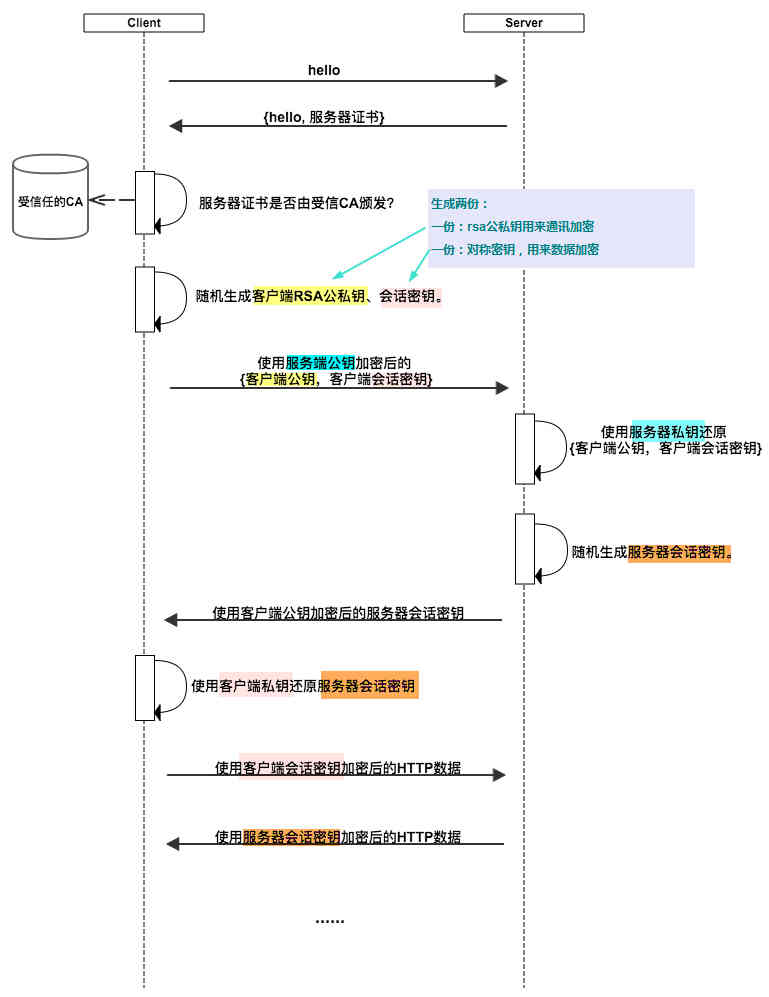 Client
Server
hello
{hello, 服务器证书}
受信任的CA
服务器证书是否由受信CA颁发?
生成两份：
一份：rsa公私钥用来通讯加密
一份：对称密钥，用来数据加密
随机生成客户端RSA公私钥、会话密钥。
使用服务端公钥加密后的
{客户端公钥，客户端会话密钥}
使用服务器私钥还原
{客户端公钥，客户端会话密钥}
随机生成服务器会话密钥。
使用客户端公钥加密后的服务器会话密钥
使用客户端私钥还原服务器会话密钥
使用客户端会话密钥加密后的HTTP数据
使用服务器会话密钥加密后的HTTP数据
......